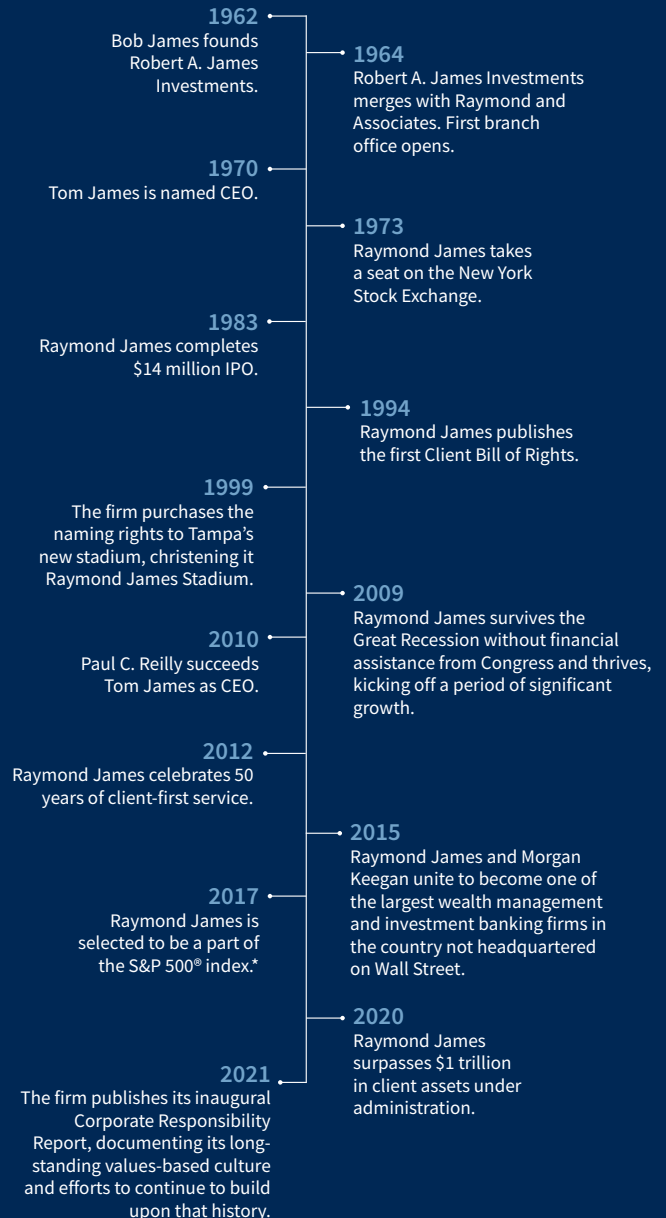 1962
Bob James founds
Robert A. James
Investments.
1964
Robert A. James Investments
merges with Raymond and
Associates. First branch
office opens.
1970
Tom James is named CEO.
1973
Raymond James takes
a seat on the New York
Stock Exchange.
1983
Raymond James completes
$14 million IPO.
1994
Raymond James publishes
the first Client Bill of Rights.
1999
The firm purchases the
naming rights to Tampa’s
new stadium, christening it
Raymond James Stadium.
2009
Raymond James survives the
Great Recession without financial
assistance from Congress and thrives,
kicking off a period of significant
growth.
2010
Paul C. Reilly succeeds
Tom James as CEO.
2012
Raymond James celebrates 50
years of client-first service.
2015
Raymond James and Morgan
Keegan unite to become one of
the largest wealth management
and investment banking firms in
the country not headquartered
on Wall Street.
2017
Raymond James is
selected to be a part of
the S&P 500® index.*
2020
Raymond James
surpasses $1 trillion
in client assets under
administration.
2021
The firm publishes its inaugural
Corporate Responsibility
Report, documenting its long-
standing values-based culture
and efforts to continue to build
upon that history.